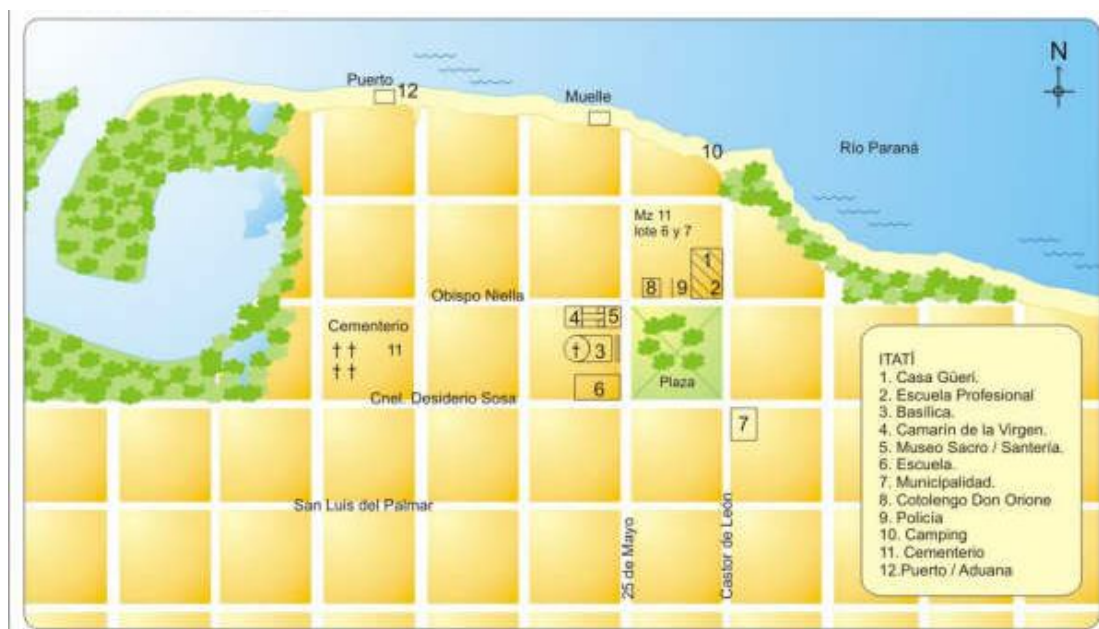 N
Puerto 12
Muelle
10
Río Paraná
Mz 11
lote 6 y 7
1
8 9 2
Obispo Niella
4 5
Cementerio
11
3
Plaza
6
Cnel. Desiderio Sosa
7
San Luis del Palmar
25 de Mayo
Castor de León
ITATÍ
1. Casa Güeri.
2. Escuela Profesional
3. Basílica.
4. Camarín de la Virgen.
5. Museo Sacro / Santería.
6. Escuela.
7. Municipalidad.
8. Cotolengo Don Orione
9. Policía
10. Camping
11. Cementerio
12.Puerto / Aduana